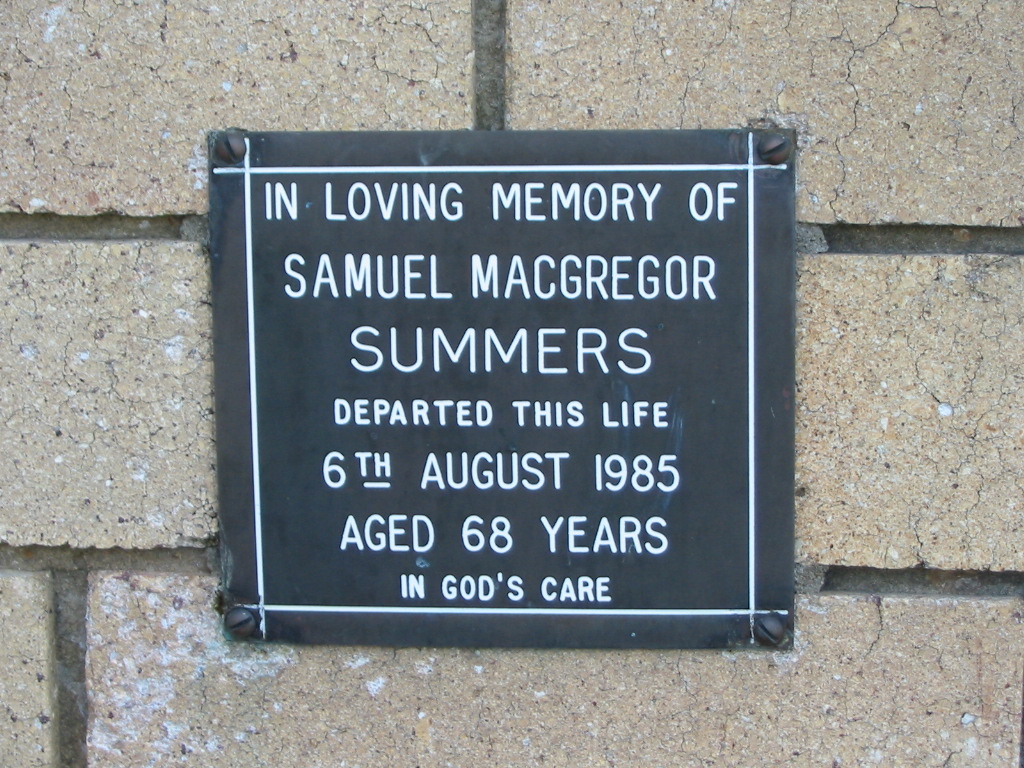 IN LOVING MEMORY OF
SAMUEL MACGREGOR
SUMMERS
DEPARTED THIS LIFE
6TH AUGUST 1985
AGED 68 YEARS
IN GOD'S CARE